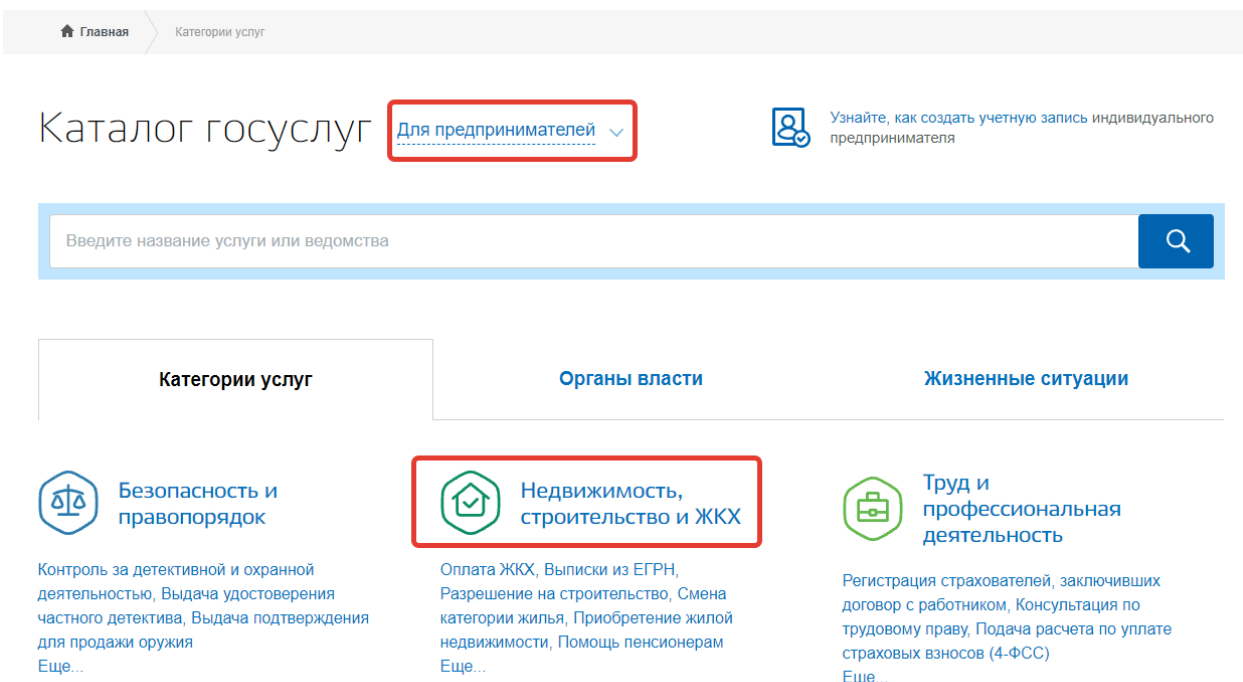 Главная
Категории услуг
Каталог госуслуг
Для предпринимателей
Узнайте, как создать учетную запись индивидуального
предпринимателя
Введите название услуги или ведомства
Категории услуг
Органы власти
Жизненные ситуации
Безопасность и
правопорядок
Контроль за детективной и охранной
деятельностью, Выдача удостоверения
частного детектива, Выдача подтверждения
для продажи оружия
Еще...
Недвижимость,
строительство и ЖКХ
Оплата ЖКХ, Выписки из ЕГРН,
Разрешение на строительство, Смена
категории жилья, Приобретение жилой
недвижимости, Помощь пенсионерам
Еще...
Труд и
профессиональная
деятельность
Регистрация страхователей, заключивших
договор с работником, Консультация по
трудовому праву, Подача расчета по уплате
страховых взносов (4-ФСС)
Еще...